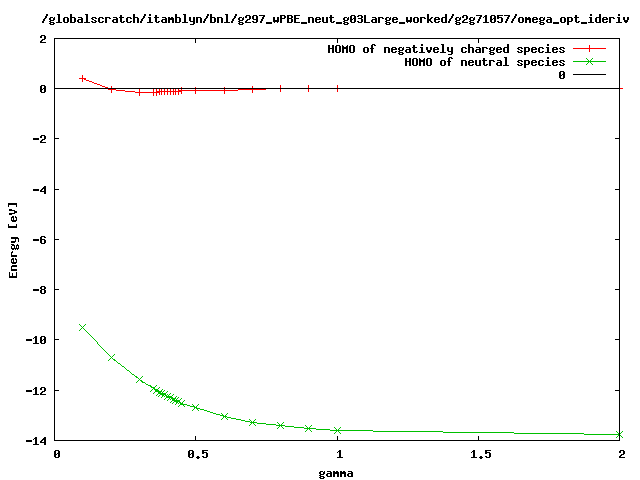 /globalscratch/itamblyn/bnl/g297_wPBE_neut_g03Large_worked/g2g71057/omega_opt_ideriv
HOMO of negatively charged species
HOMO of neutral species
0
2
0
-2
-4
-6
-8
-10
-12
-14
Energy [eV]
0 0.5 1 1.5 2
gamma